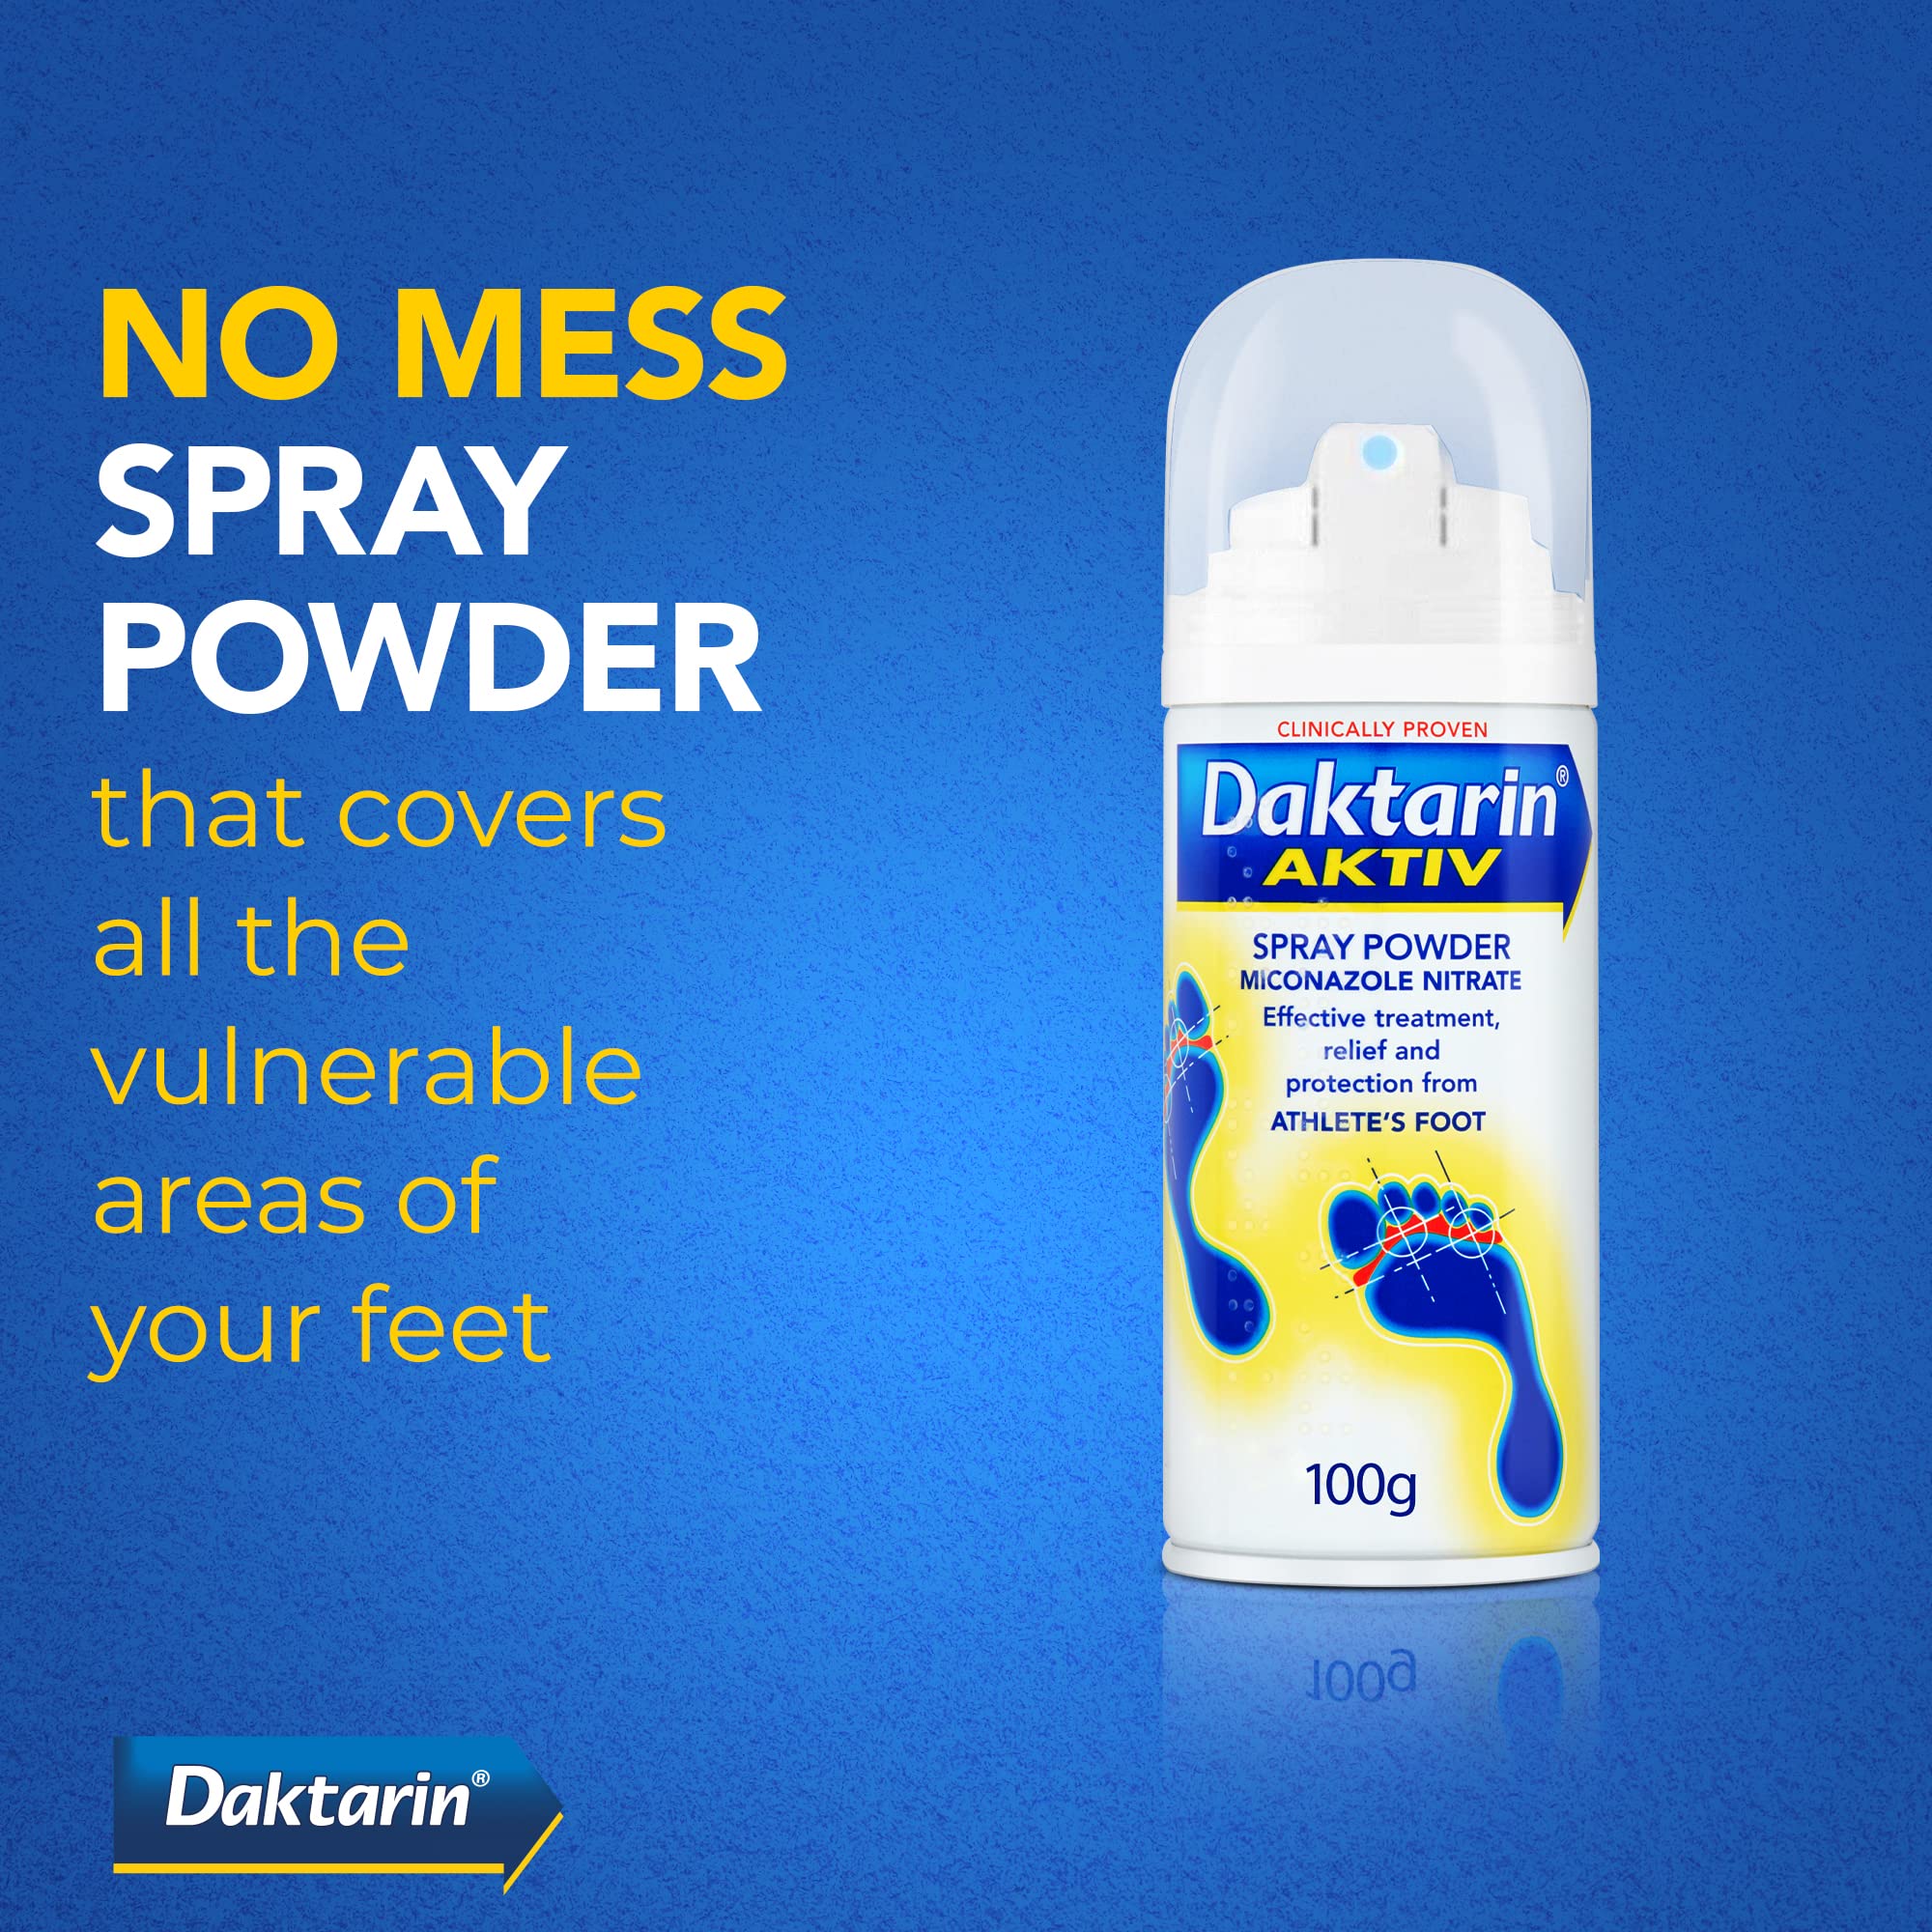 NO MESS
SPRAY
POWDER
that covers
all the
vulnerable
areas of
your feet
CLINICALLY PROVEN
Daktarin®
AKTIV
SPRAY POWDER
MICONAZOLE NITRATE
Effective treatment,
relief and
protection from
ATHLETE'S FOOT
100g
100g
Daktarin®